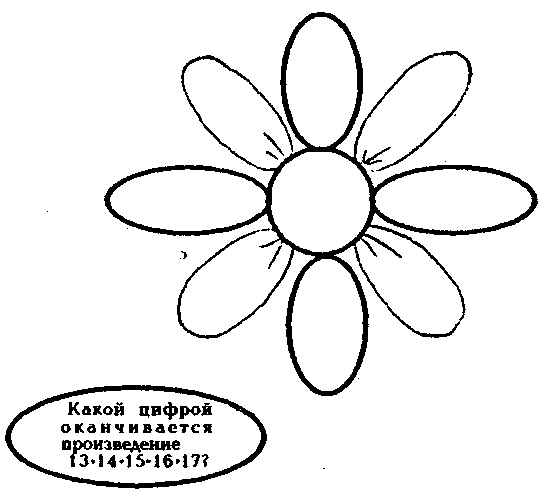 Какой цифрой
оканчивается
произведение
13·14·15·16·17?